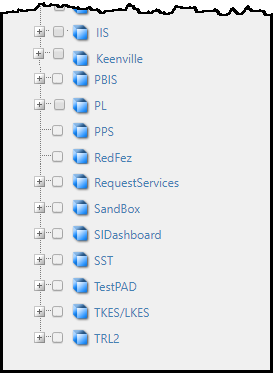 IIS
Keenville
PBIS
PL
PPS
RedFez
RequestServices
SandBox
SIDashboard
SST
TestPAD
TKES/LKES
TRL2